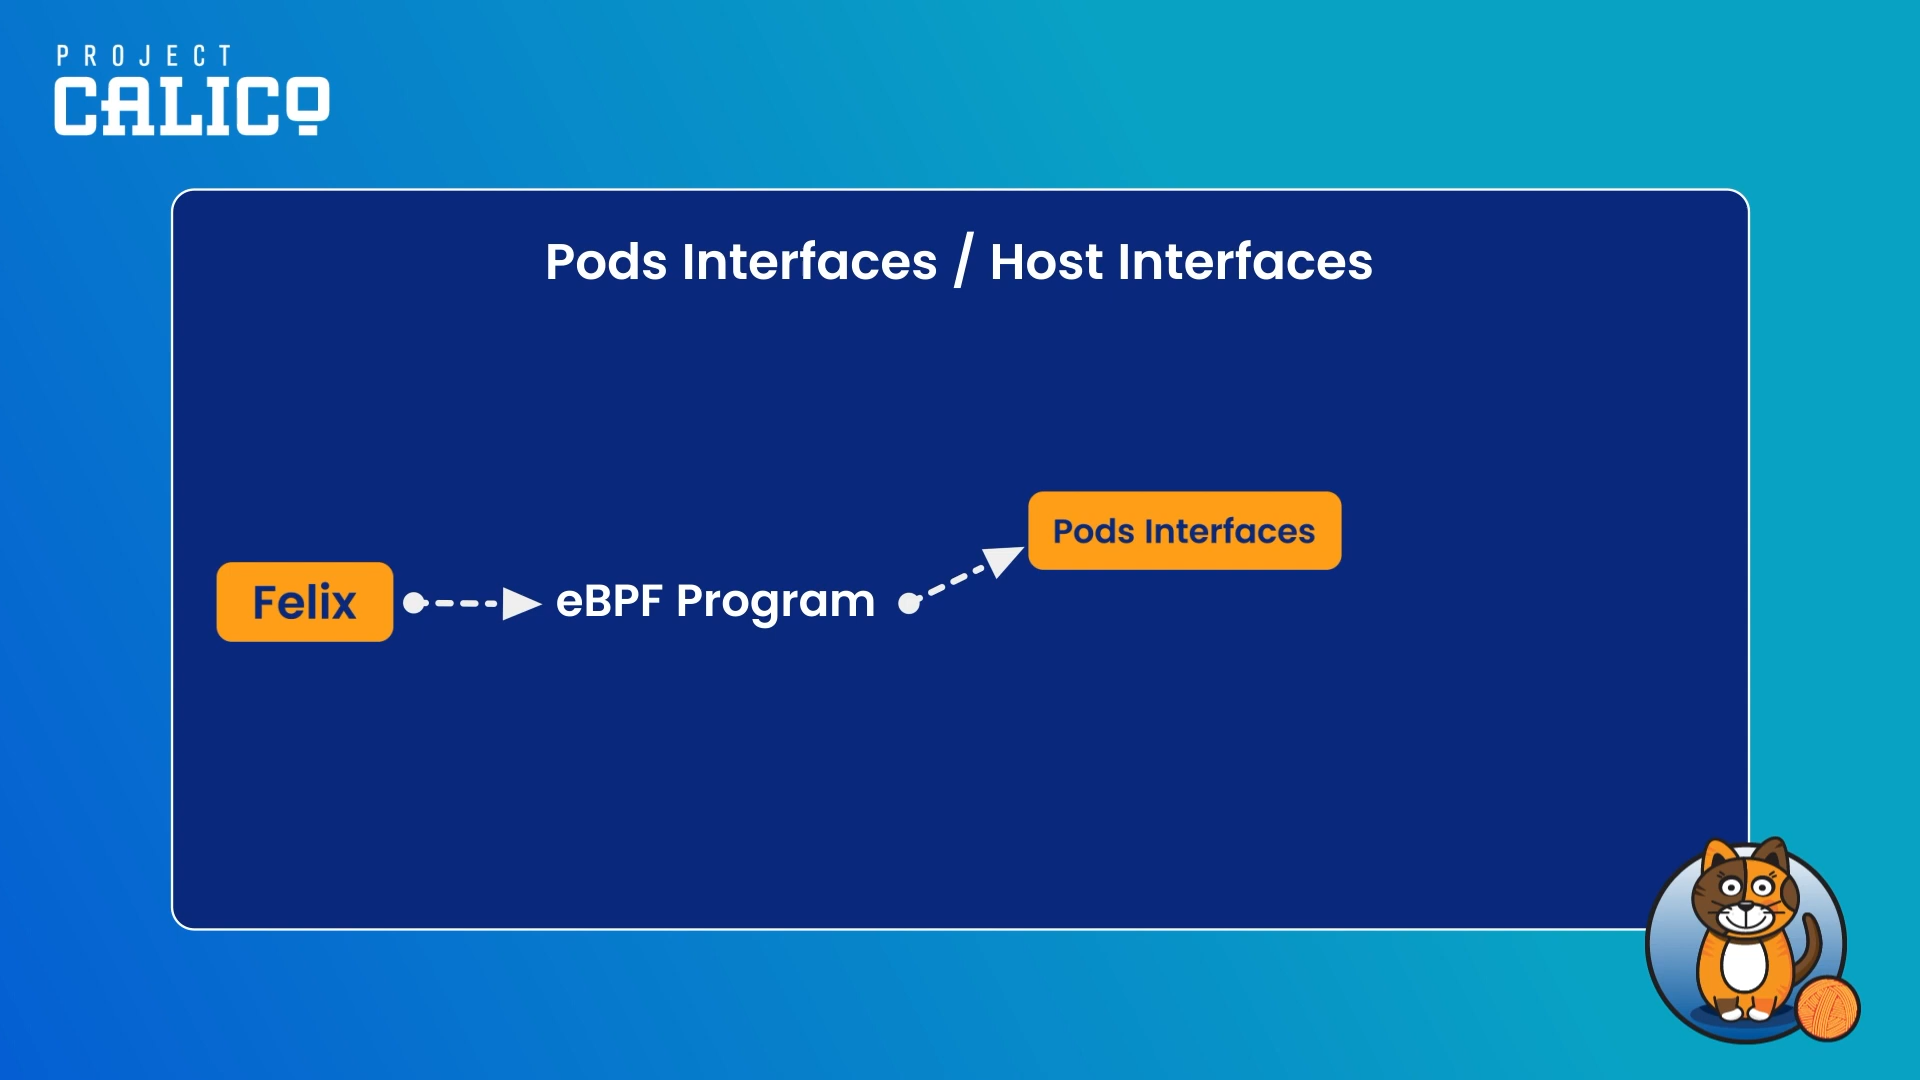 PROJECT
CALICO
Pods Interfaces / Host Interfaces
Pods Interfaces
Felix
eBPF Program